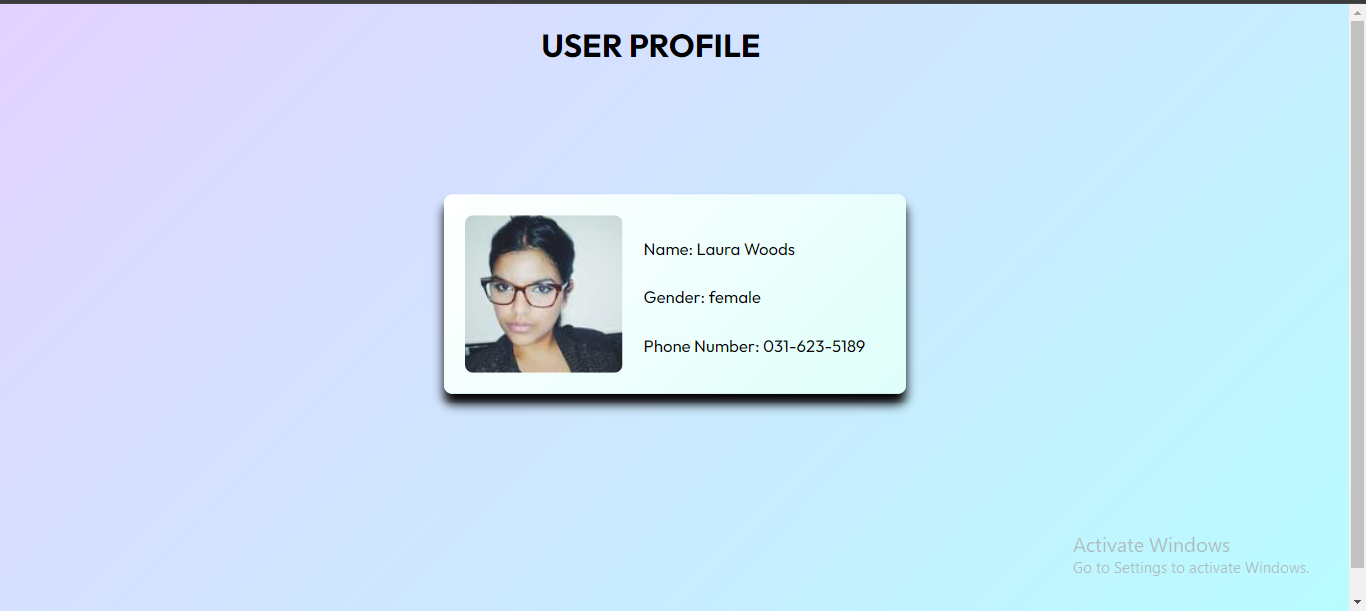 USER PROFILE
Name: Laura Woods
Gender: female
Phone Number: 031-623-5189
Activate Windows
Go to Settings to activate Windows.